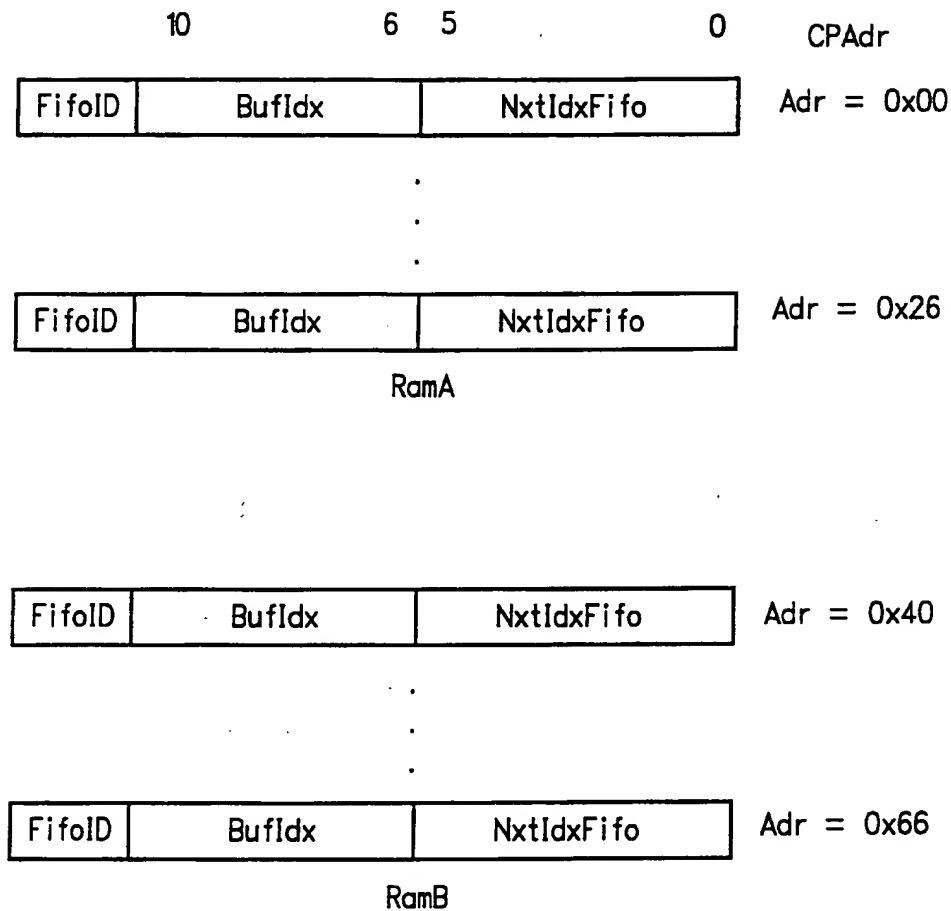 10 6 5 0 CPAdr
FifoID BufIdx NxtIdxFifo Adr = 0x00
FifoID BufIdx NxtIdxFifo Adr = 0x26
RamA
FifoID BufIdx NxtIdxFifo Adr = 0x40
FifoID BufIdx NxtIdxFifo Adr = 0x66
RamB